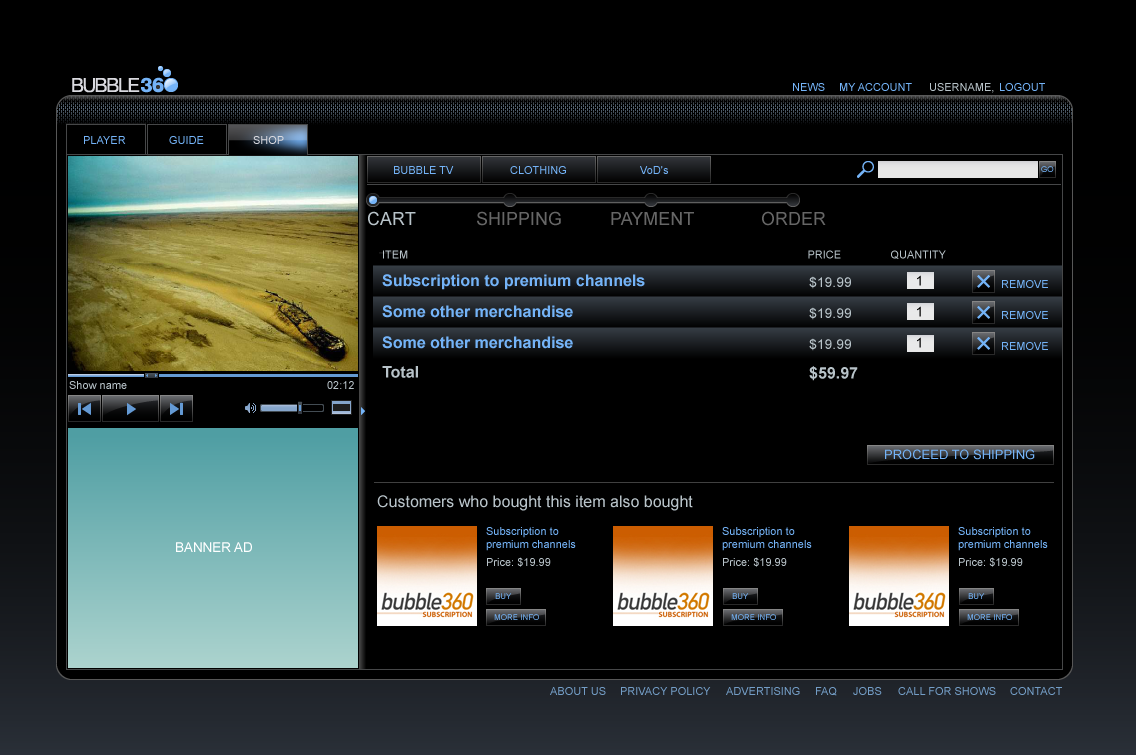 BUBBLE360
NEWS MY ACCOUNT USERNAME, LOGOUT
PLAYER GUIDE SHOP
BUBBLE TV CLOTHING VoD's GO
CART SHIPPING PAYMENT ORDER
ITEM PRICE QUANTITY
Subscription to premium channels $19.99 1 REMOVE
Some other merchandise $19.99 1 REMOVE
Some other merchandise $19.99 1 REMOVE
Total $59.97
Show name 02:12
PROCEED TO SHIPPING
BANNER AD
Customers who bought this item also bought
bubble360
SUBSCRIPTION
Subscription to
premium channels
Price: $19.99
BUY
MORE INFO
bubble360
SUBSCRIPTION
Subscription to
premium channels
Price: $19.99
BUY
MORE INFO
bubble360
SUBSCRIPTION
Subscription to
premium channels
Price: $19.99
BUY
MORE INFO
ABOUT US PRIVACY POLICY ADVERTISING FAQ JOBS CALL FOR SHOWS CONTACT